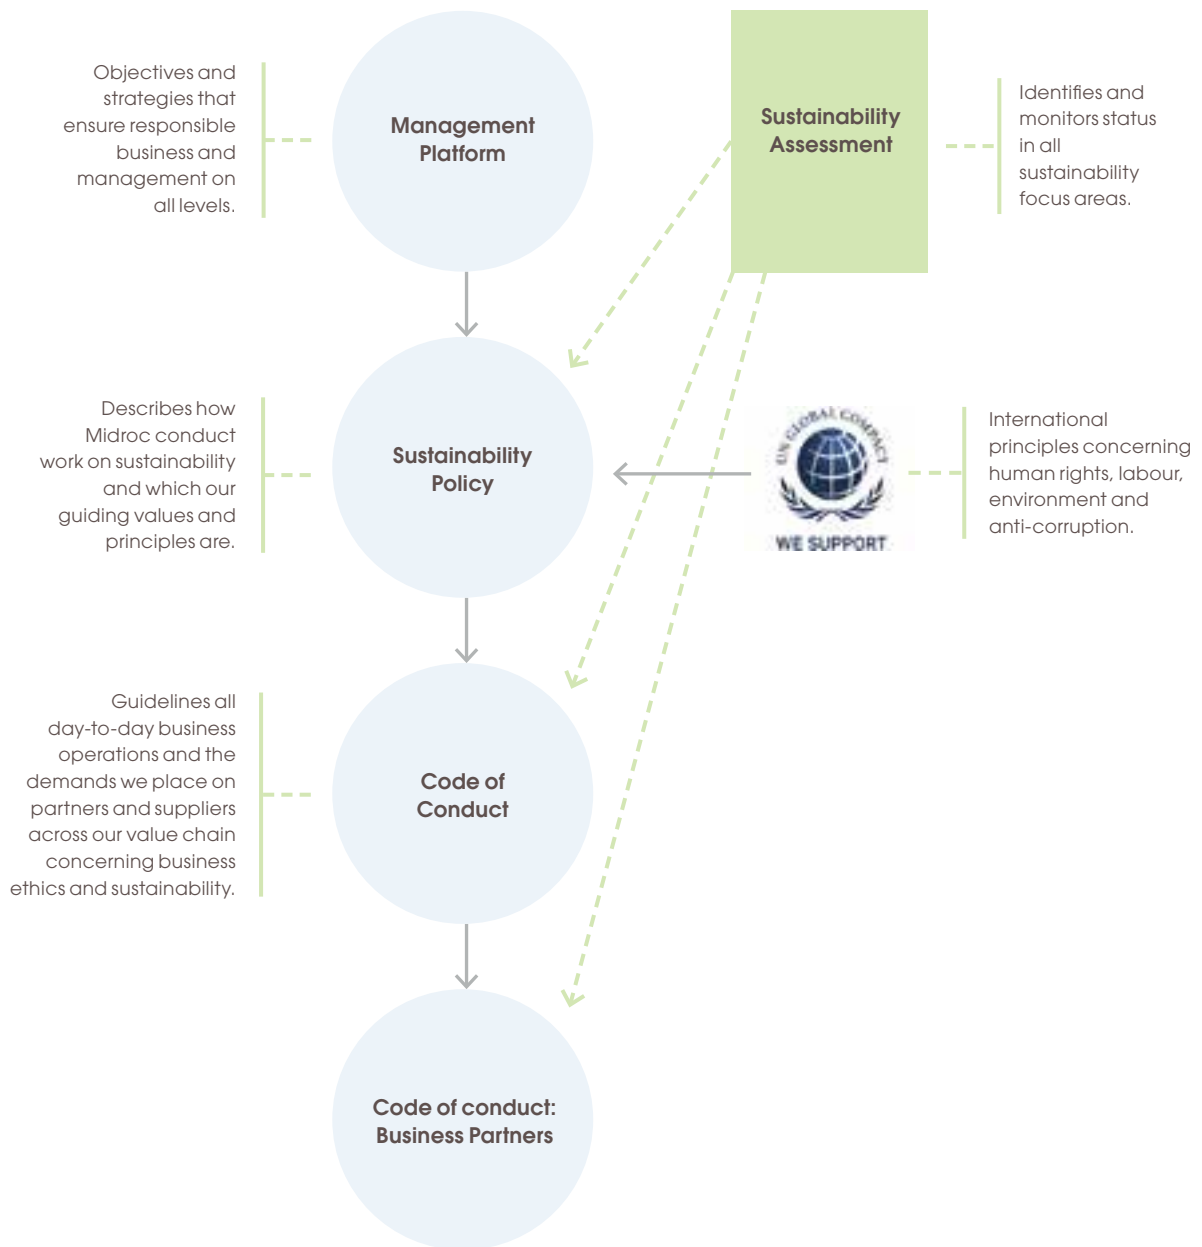 Objectives and
strategies that
ensure responsible
business and
management on
all levels.
Management
Platform
Sustainability
Assessment
Identifies and
monitors status
in all
sustainability
focus areas.
Describes how
Midroc conduct
work on sustainability
and which our
guiding values and
principles are.
Sustainability
Policy
UN GLOBAL COMPACT
WE SUPPORT
International
principles concerning
human rights, labour,
environment and
anti-corruption.
Guidelines all
day-to-day business
operations and the
demands we place on
partners and suppliers
across our value chain
concerning business
ethics and sustainability.
Code of
Conduct
Code of conduct:
Business Partners